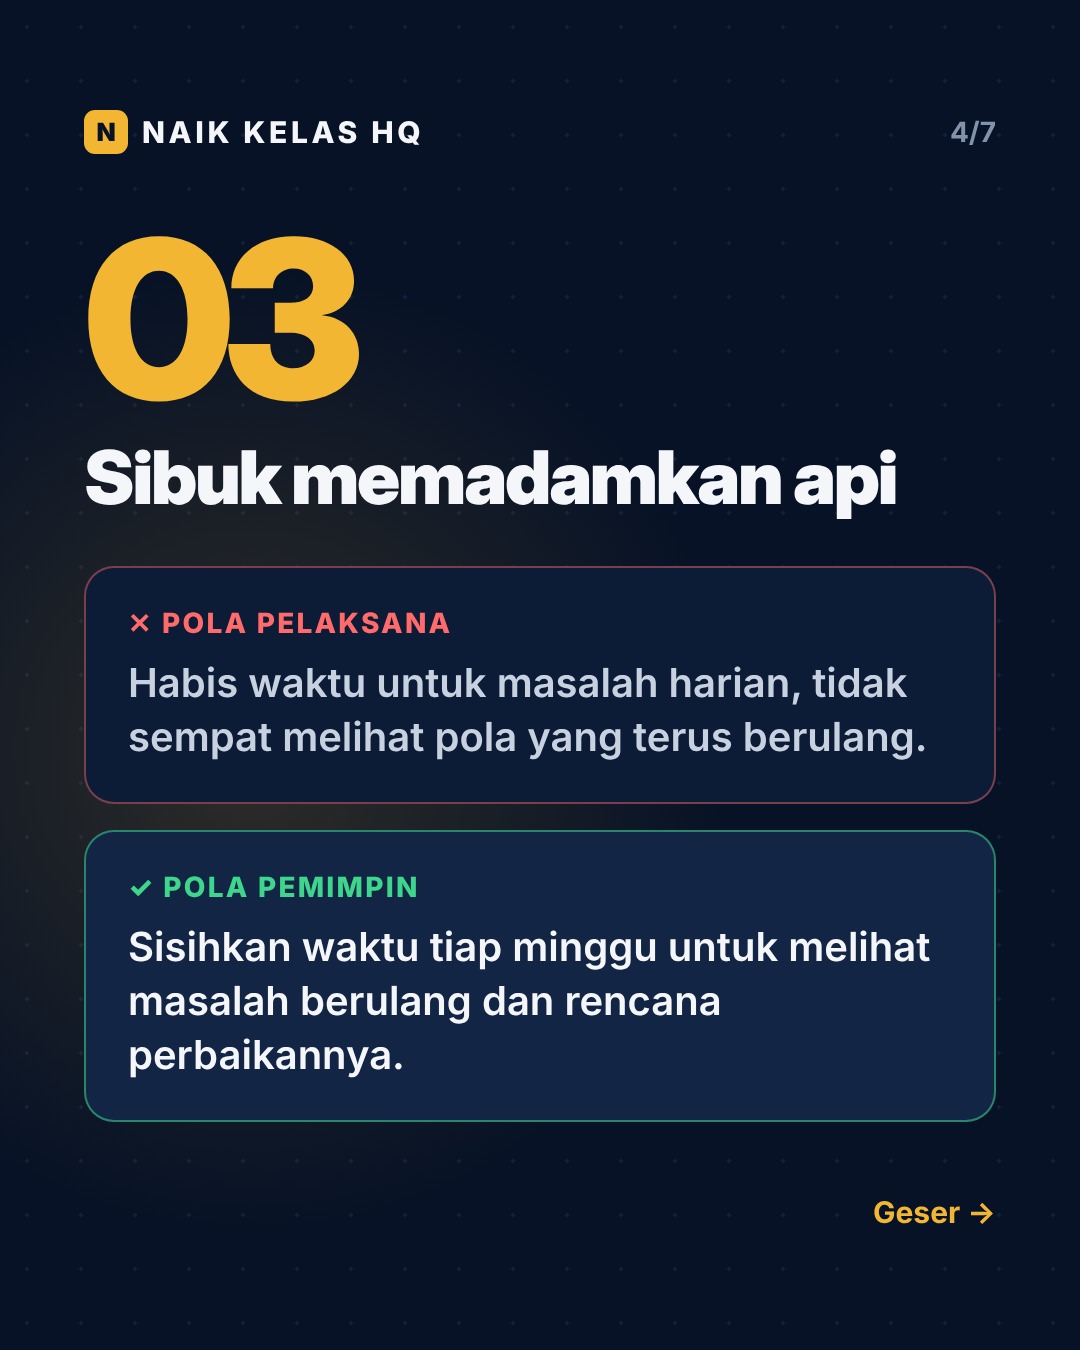 N NAIK KELAS HQ
4/7
03
Sibuk memadamkan api
✕ POLA PELAKSANA
Habis waktu untuk masalah harian, tidak
sempat melihat pola yang terus berulang.
✓ POLA PEMIMPIN
Sisihkan waktu tiap minggu untuk melihat
masalah berulang dan rencana
perbaikannya.
Geser →